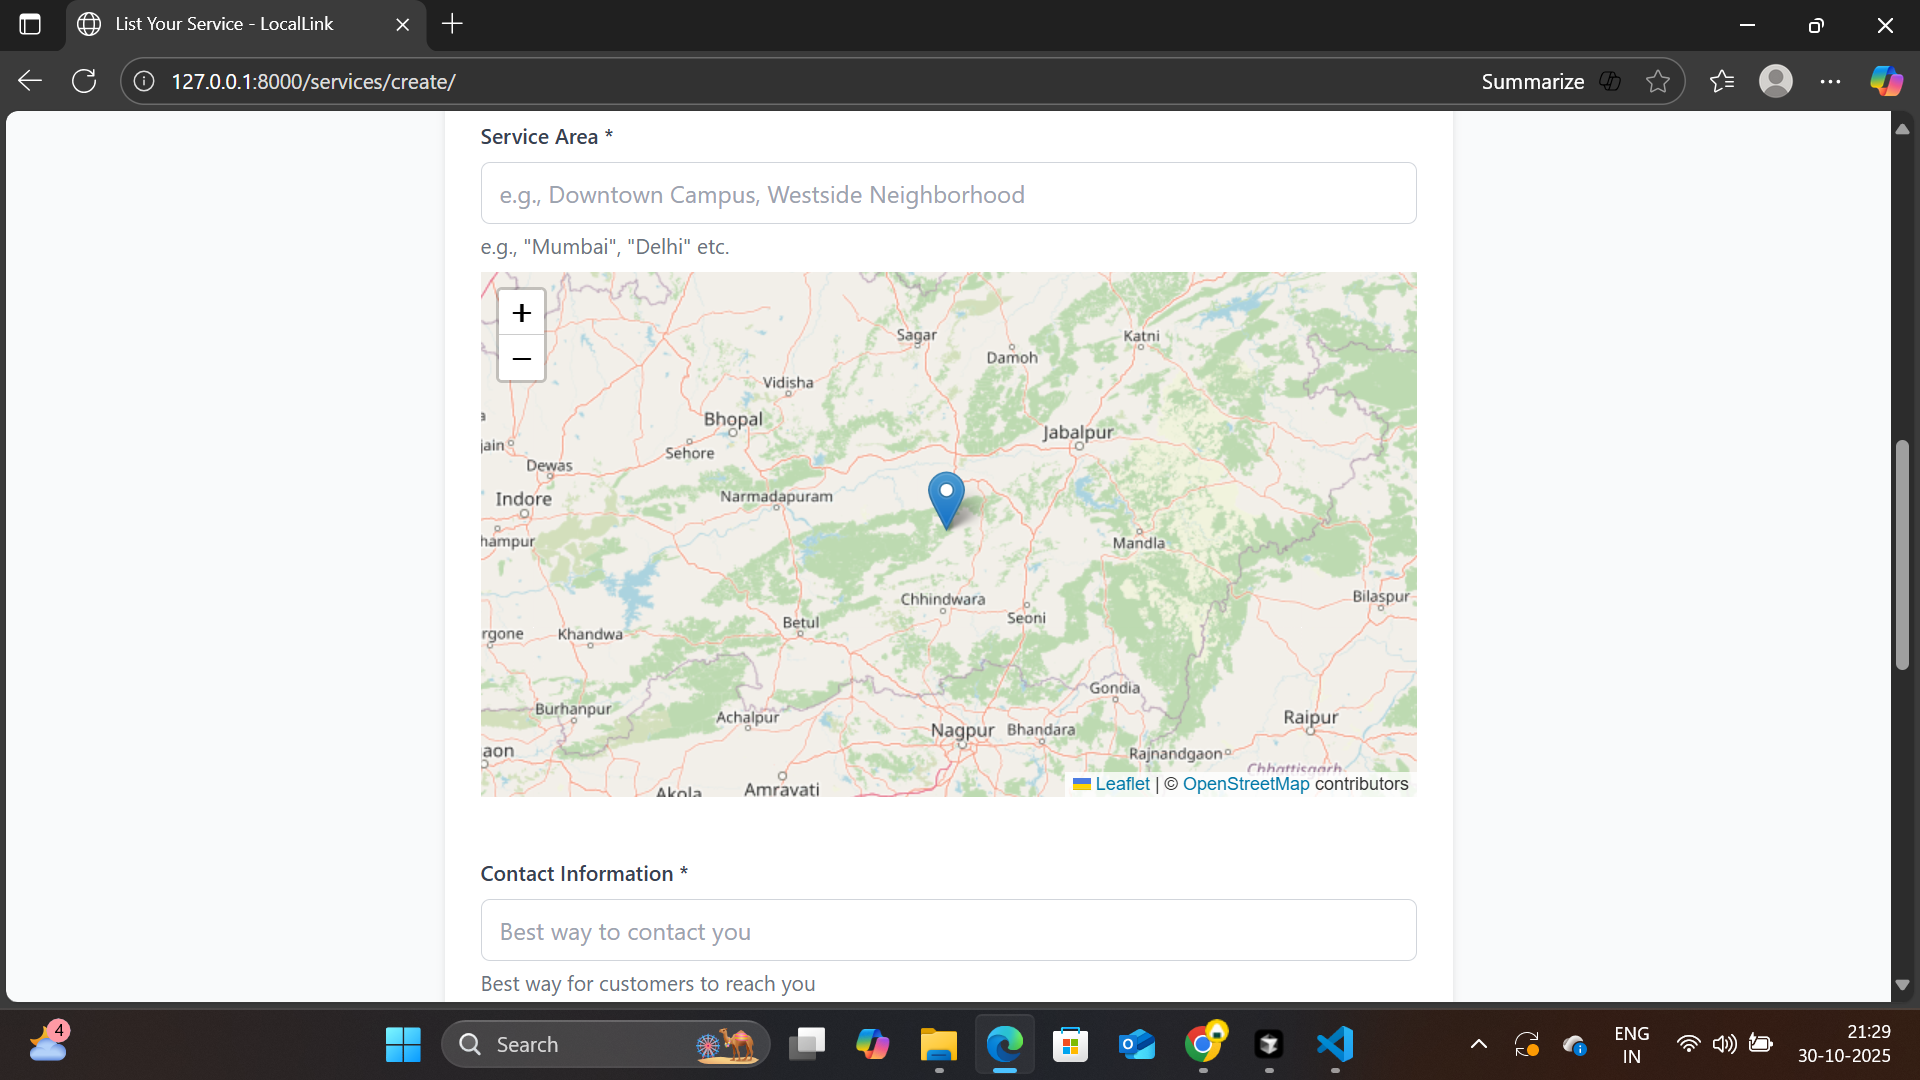 List Your Service - LocalLink
127.0.0.1:8000/services/create/
Summarize
Service Area *
e.g., Downtown Campus, Westside Neighborhood
e.g., "Mumbai", "Delhi" etc.
+
−
Sagar
Katni
Damoh
Vidisha
Bhopal
Jabalpur
jain
Sehore
Dewas
Indore
Narmadapuram
hampur
Mandla
Chhindwara
Bilaspur
Seoni
Betul
rgone
Khandwa
Gondia
Burhanpur
Achalpur
Raipur
Nagpur
Bhandara
aon
Rajnandgaon
Chhattisgarh
Akola
Amravati
Leaflet | © OpenStreetMap contributors
Contact Information *
Best way to contact you
Best way for customers to reach you
4
Search
ENG
IN
21:29
30-10-2025